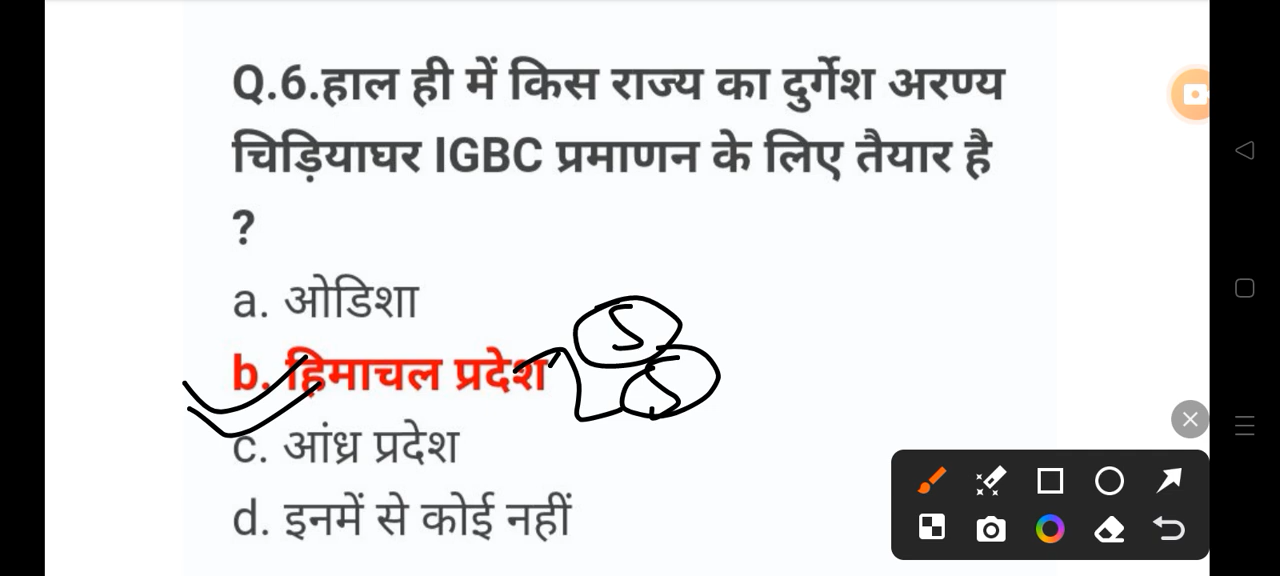 Q.6.हाल ही में किस राज्य का दुर्गेश अरण्य
चिड़ियाघर IGBC प्रमाणन के लिए तैयार है
?
a. ओडिशा
b. हिमाचल प्रदेश
c. आंध्र प्रदेश
d. इनमें से कोई नहीं